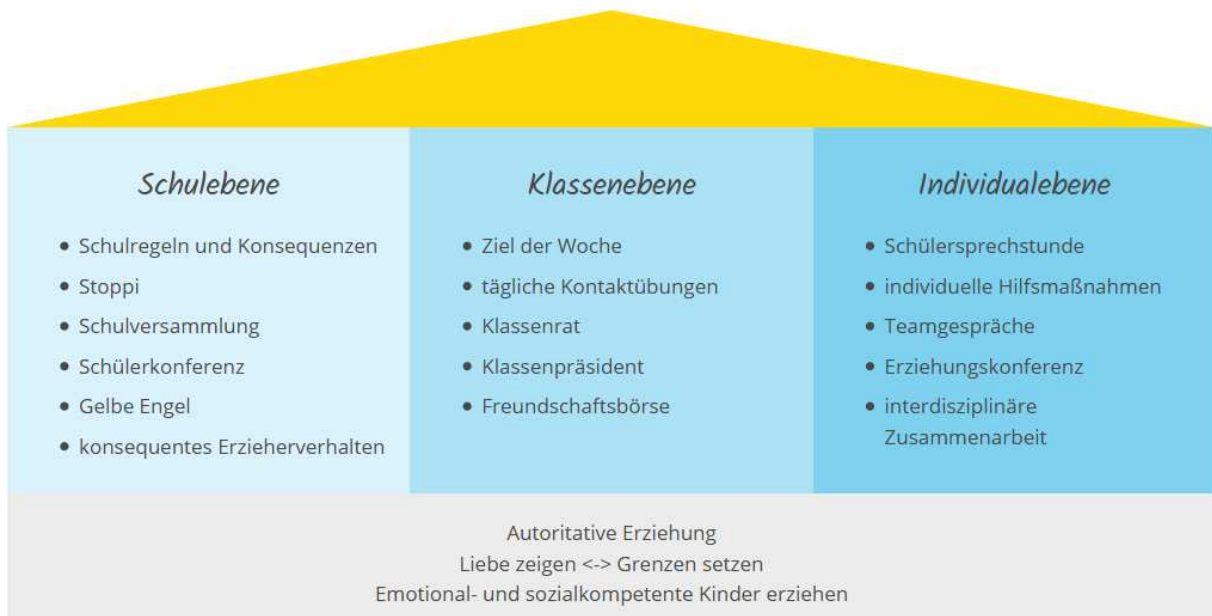 Schulebene
• Schulregeln und Konsequenzen
• Stoppi
• Schulversammlung
• Schülerkonferenz
• Gelbe Engel
• konsequentes Erzieherverhalten
Klassenebene
• Ziel der Woche
• tägliche Kontaktübungen
• Klassenrat
• Klassenpräsident
• Freundschaftsbörse
Individualebene
• Schülersprechstunde
• individuelle Hilfsmaßnahmen
• Teamgespräche
• Erziehungskonferenz
• interdisziplinäre
Zusammenarbeit
Autoritative Erziehung
Liebe zeigen <-> Grenzen setzen
Emotional- und sozialkompetente Kinder erziehen